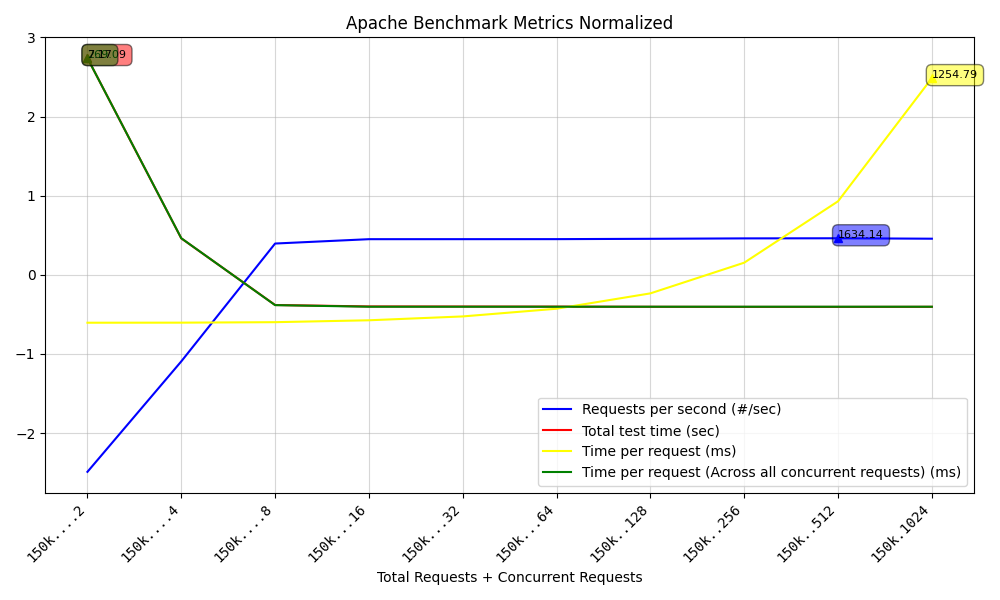 Apache Benchmark Metrics Normalized
3
2
1
0
−1
−2
1254.79
1634.14
Requests per second (#/sec)
Total test time (sec)
Time per request (ms)
Time per request (Across all concurrent requests) (ms)
150k....2
150k....4
150k....8
150k...16
150k...32
150k...64
150k..128
150k..256
150k..512
150k.1024
Total Requests + Concurrent Requests